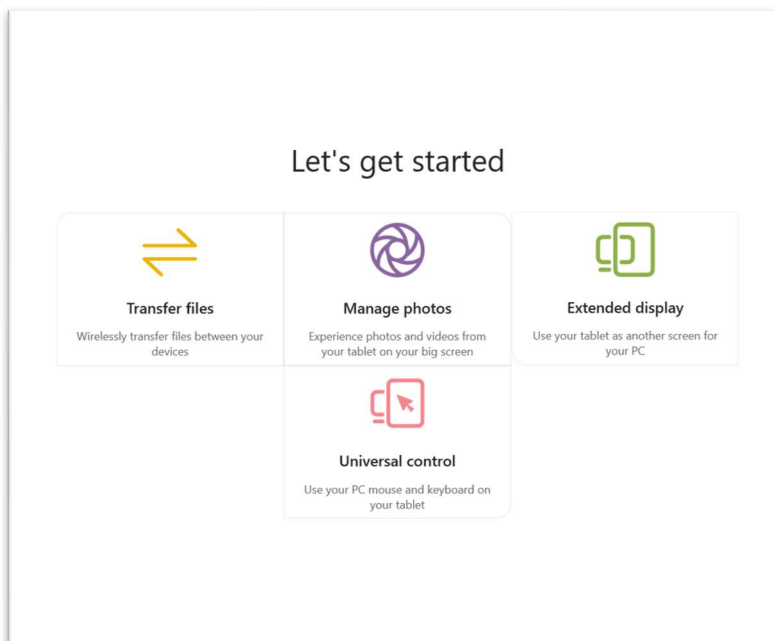 Let's get started
Transfer files
Wirelessly transfer files between your
devices
Manage photos
Experience photos and videos from
your tablet on your big screen
Extended display
Use your tablet as another screen for
your PC
Universal control
Use your PC mouse and keyboard on
your tablet